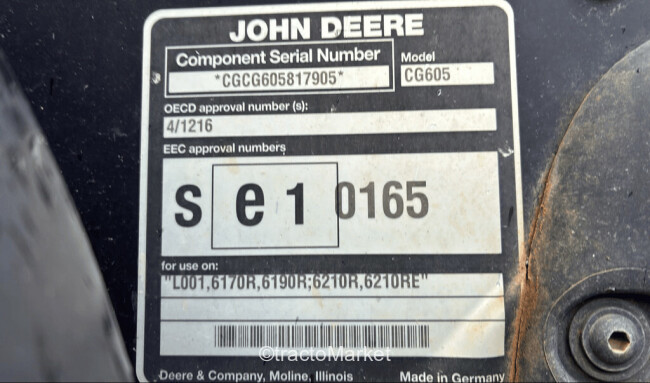 JOHN DEERE
Component Serial Number
Model
*CGCG605817905*
CG605
OECD approval number (s):
4/1216
EEC approval numbers
s e 1 0165
for use on:
"L001,6170R,6190R;6210R,6210RE"
©tractoMarket
Deere & Company, Moline, Illinois
Made in Germany